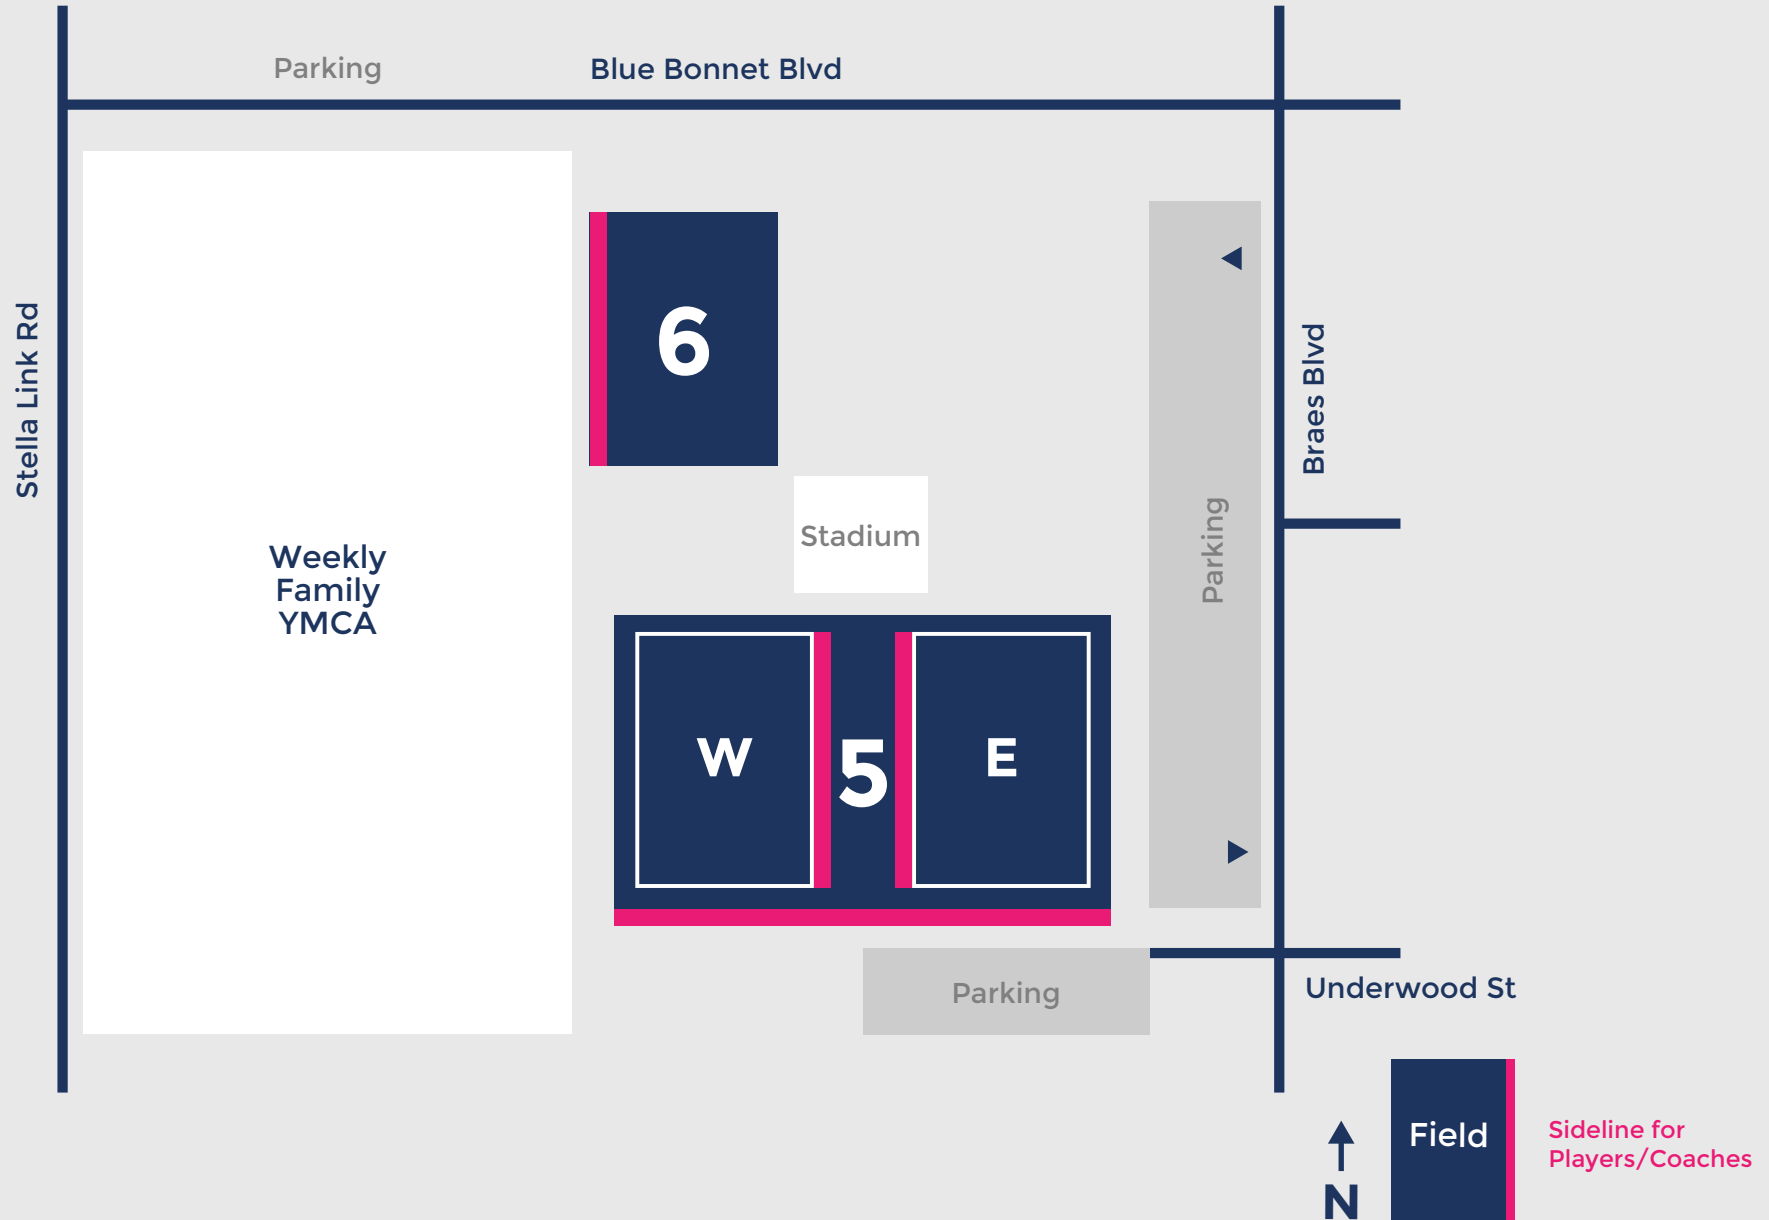 Parking
Blue Bonnet Blvd
Stella Link Rd
6
Braes Blvd
Stadium
Parking
Weekly
Family
YMCA
W
5
E
Parking
Underwood St
Field
Sideline for
Players/Coaches
N